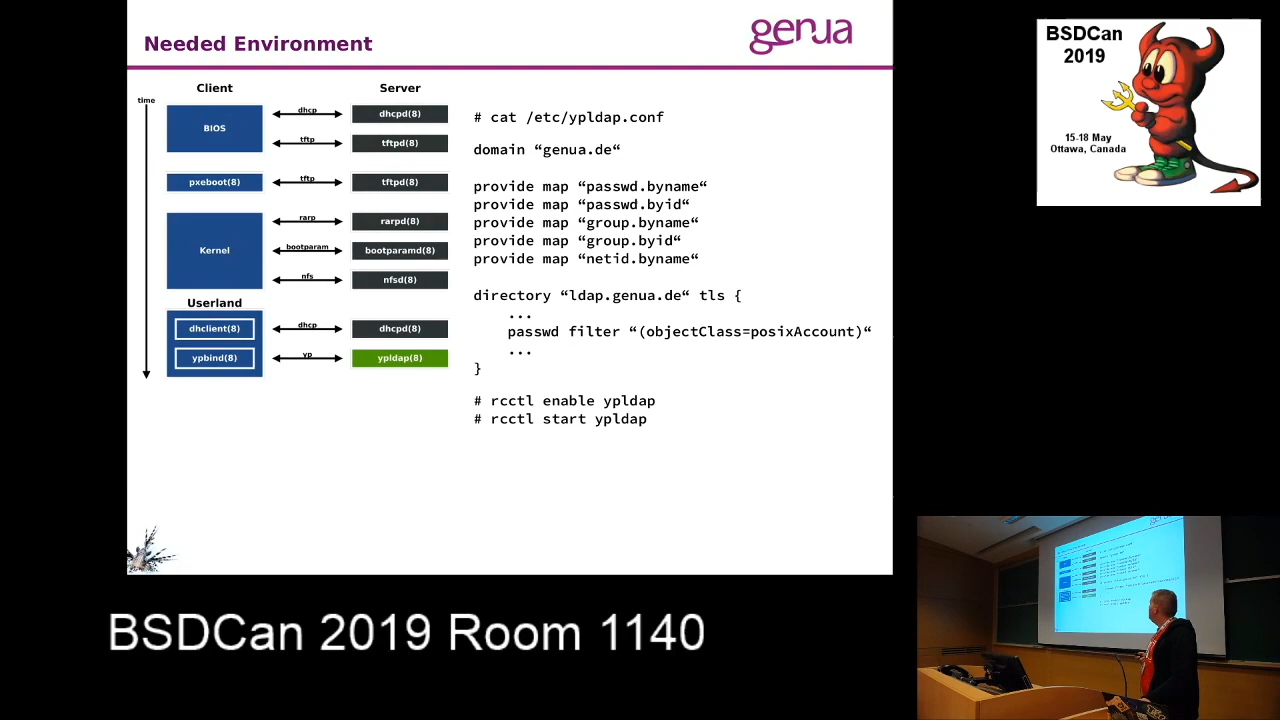 Needed Environment
genua
Client
Server
time
BIOS
dhcp
dhcpd(8)
tftp
tftpd(8)
pxeboot(8)
tftp
tftpd(8)
Kernel
rarp
rarpd(8)
bootparam
bootparamd(8)
nfs
nfsd(8)
Userland
dhclient(8)
dhcp
dhcpd(8)
ypbind(8)
yp
ypldap(8)
# cat /etc/ypldap.conf
domain “genua.de“
provide map “passwd.byname“
provide map “passwd.byid“
provide map “group.byname“
provide map “group.byid“
provide map “netid.byname“
directory “ldap.genua.de“ tls {
...
passwd filter “(objectClass=posixAccount)“
...
}
# rcctl enable ypldap
# rcctl start ypldap
BSDCan
2019
15-18 May
Ottawa, Canada
BSDCan 2019 Room 1140